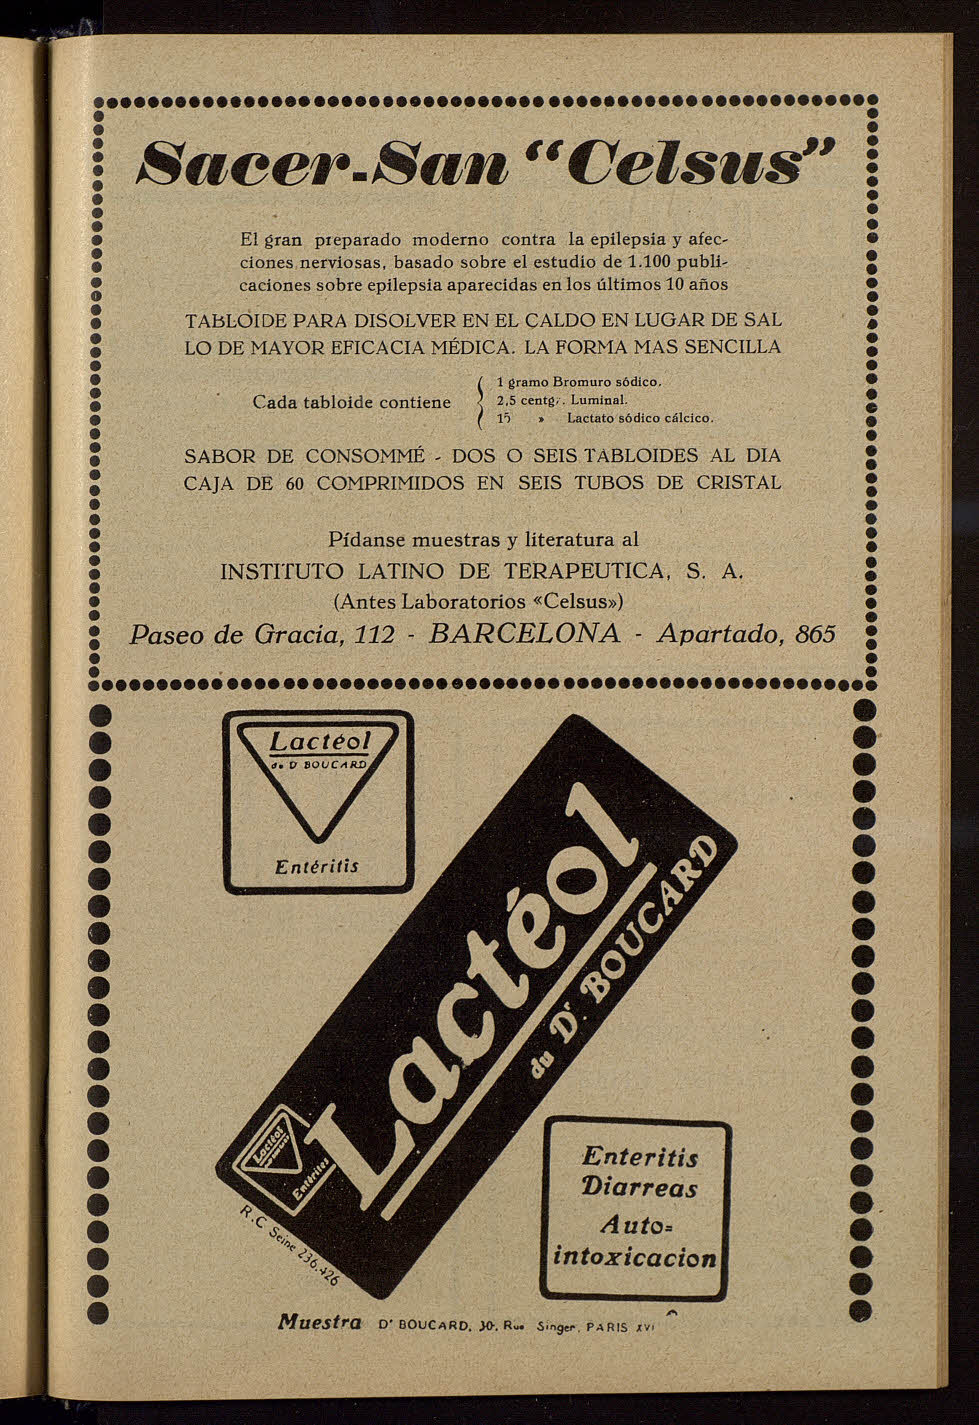 Sacer-San “Celsus”
El gran preparado moderno contra la epilepsia y afec-
ciones nerviosas, basado sobre el estudio de 1.100 publi-
caciones sobre epilepsia aparecidas en los últimos 10 años
TABLOIDE PARA DISOLVER EN EL CALDO EN LUGAR DE SAL
LO DE MAYOR EFICACIA MÉDICA. LA FORMA MAS SENCILLA
Cada tabloide contiene
1 gramo Bromuro sódico.
2,5 centg. Luminal.
15 » Lactato sódico cálcico.
SABOR DE CONSOMMÉ - DOS O SEIS TABLOIDES AL DIA
CAJA DE 60 COMPRIMIDOS EN SEIS TUBOS DE CRISTAL
Pídanse muestras y literatura al
INSTITUTO LATINO DE TERAPEUTICA, S. A.
(Antes Laboratorios «Celsus»)
Paseo de Gracia, 112 - BARCELONA - Apartado, 865
Lactéol
du Dr BOUCARD
Entéritis
Lactéol
du Dr. BOUCARD
Lactéol
Entérites
R.C. Seine 236.426
Enteritis
Diarreas
Auto=
intoxicacion
Muestra Dr BOUCARD, 30, Rue Singer, PARIS XVI